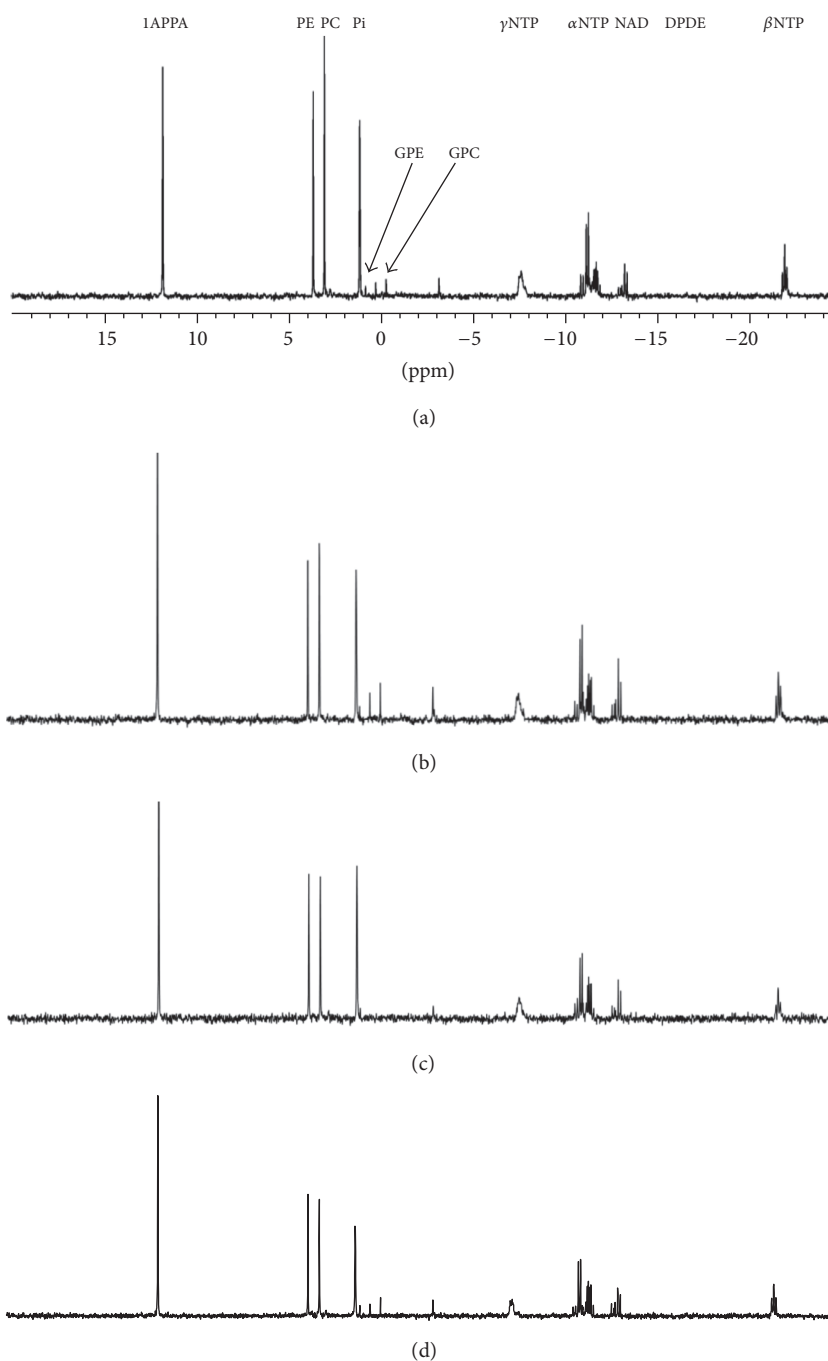 1APPA PE PC Pi γNTP αNTP NAD DPDE βNTP
GPE GPC
15 10 5 0 −5 −10 −15 −20
(ppm)
(a)
(b)
(c)
(d)